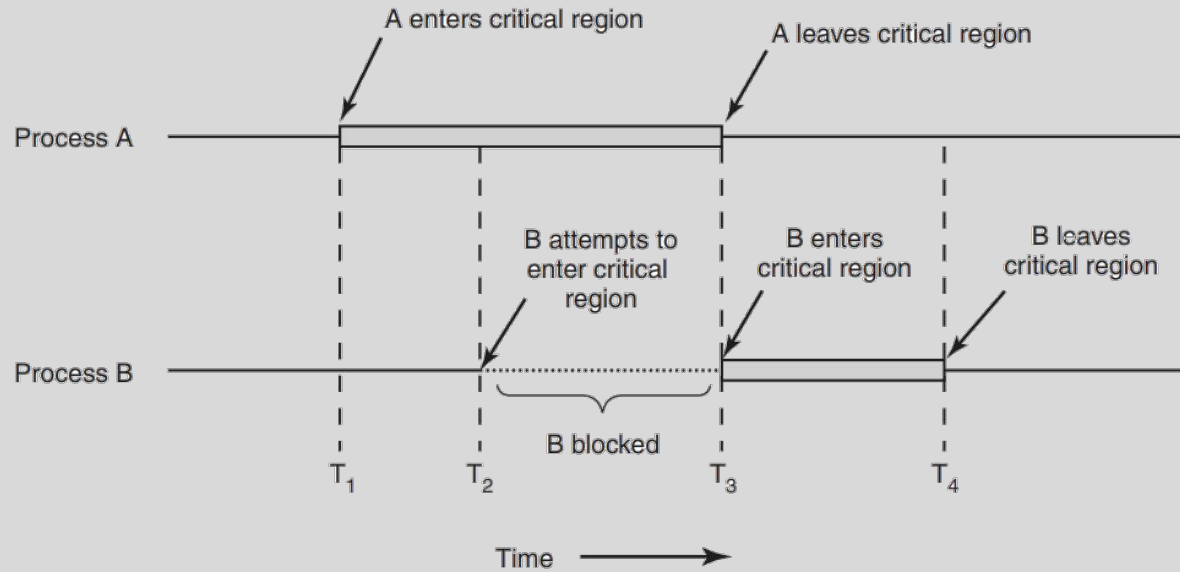 A enters critical region
A leaves critical region
Process A
B attempts to
enter critical
region
B enters
critical region
B leaves
critical region
Process B
B blocked
T1
T2
T3
T4
Time